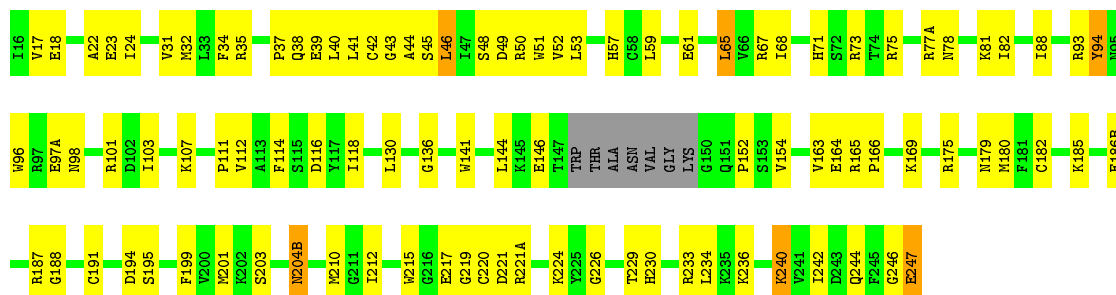 I16 V17 E18 A22 E23 I24 V31 M32 L33 F34 R35 P37 Q38 E39 L40 L41 C42 G43 A44 S45 L46 I47 S48 D49 R50 W51 V52 L53 H57 C58 L59 E61 L65 V66 R67 I68 H71 S72 R73 T74 R75 R77A N78 K81 I82 I88 R93 Y94 N95
W96 R97 E97A N98 R101 D102 I103 K107 P111 V112 A113 F114 S115 D116 Y117 I118 L130 G136 W141 L144 K145 E146 T147 TRP THR ALA ASN VAL GLY LYS G150 Q151 P152 S153 V154 V163 E164 R165 P166 K169 R175 N179 M180 F181 C182 K185
R187 G188 C191 D194 S195 F199 V200 M201 K202 S203 N204B M210 G211 I212 W215 G216 E217 G219 C220 D221 R221A K224 Y225 G226 T229 H230 R233 L234 K235 K236 K240 V241 I242 D243 Q244 F245 G246 E247